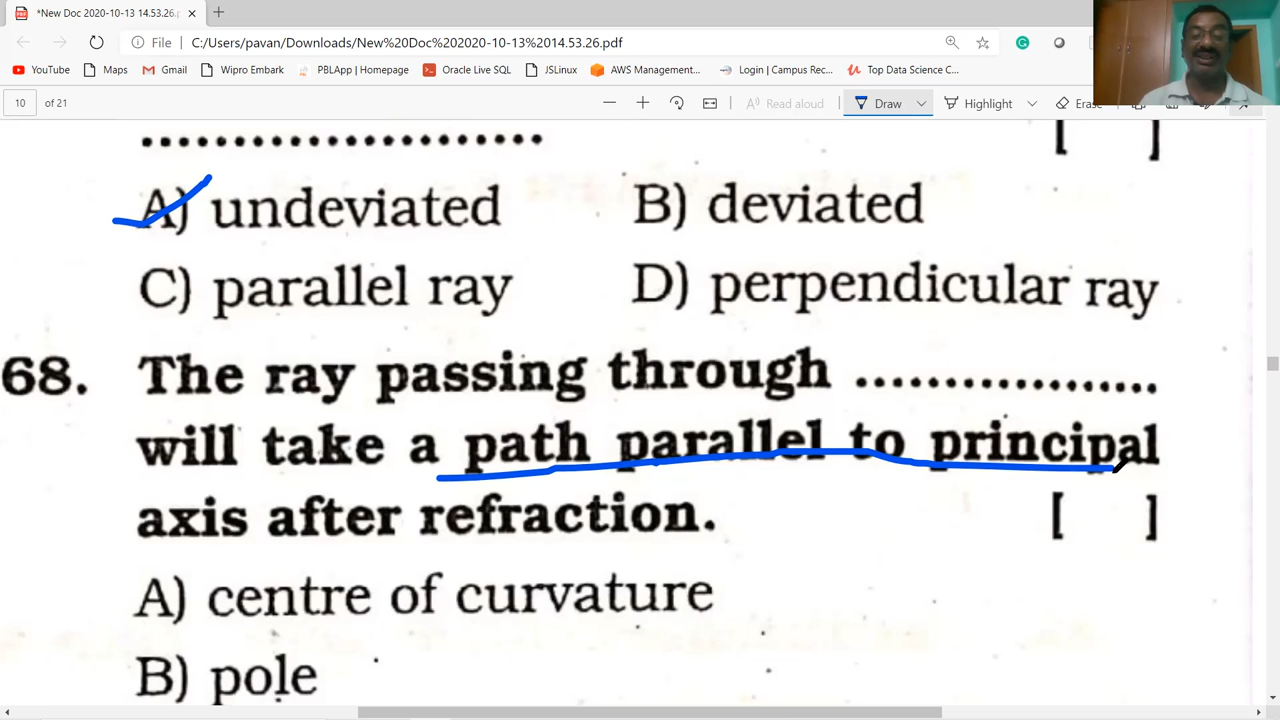 *New Doc 2020-10-13 14.53.26.p
File C:/Users/pavan/Downloads/New%20Doc%202020-10-13%2014.53.26.pdf
YouTube Maps Gmail Wipro Embark PBLApp | Homepage Oracle Live SQL JSLinux AWS Management... Login | Campus Rec... Top Data Science C...
10 of 21 Read aloud Draw Highlight Erase
..................... [ ]
A) undeviated B) deviated
C) parallel ray D) perpendicular ray
68. The ray passing through ..................
will take a path parallel to principal
axis after refraction. [ ]
A) centre of curvature
B) pole